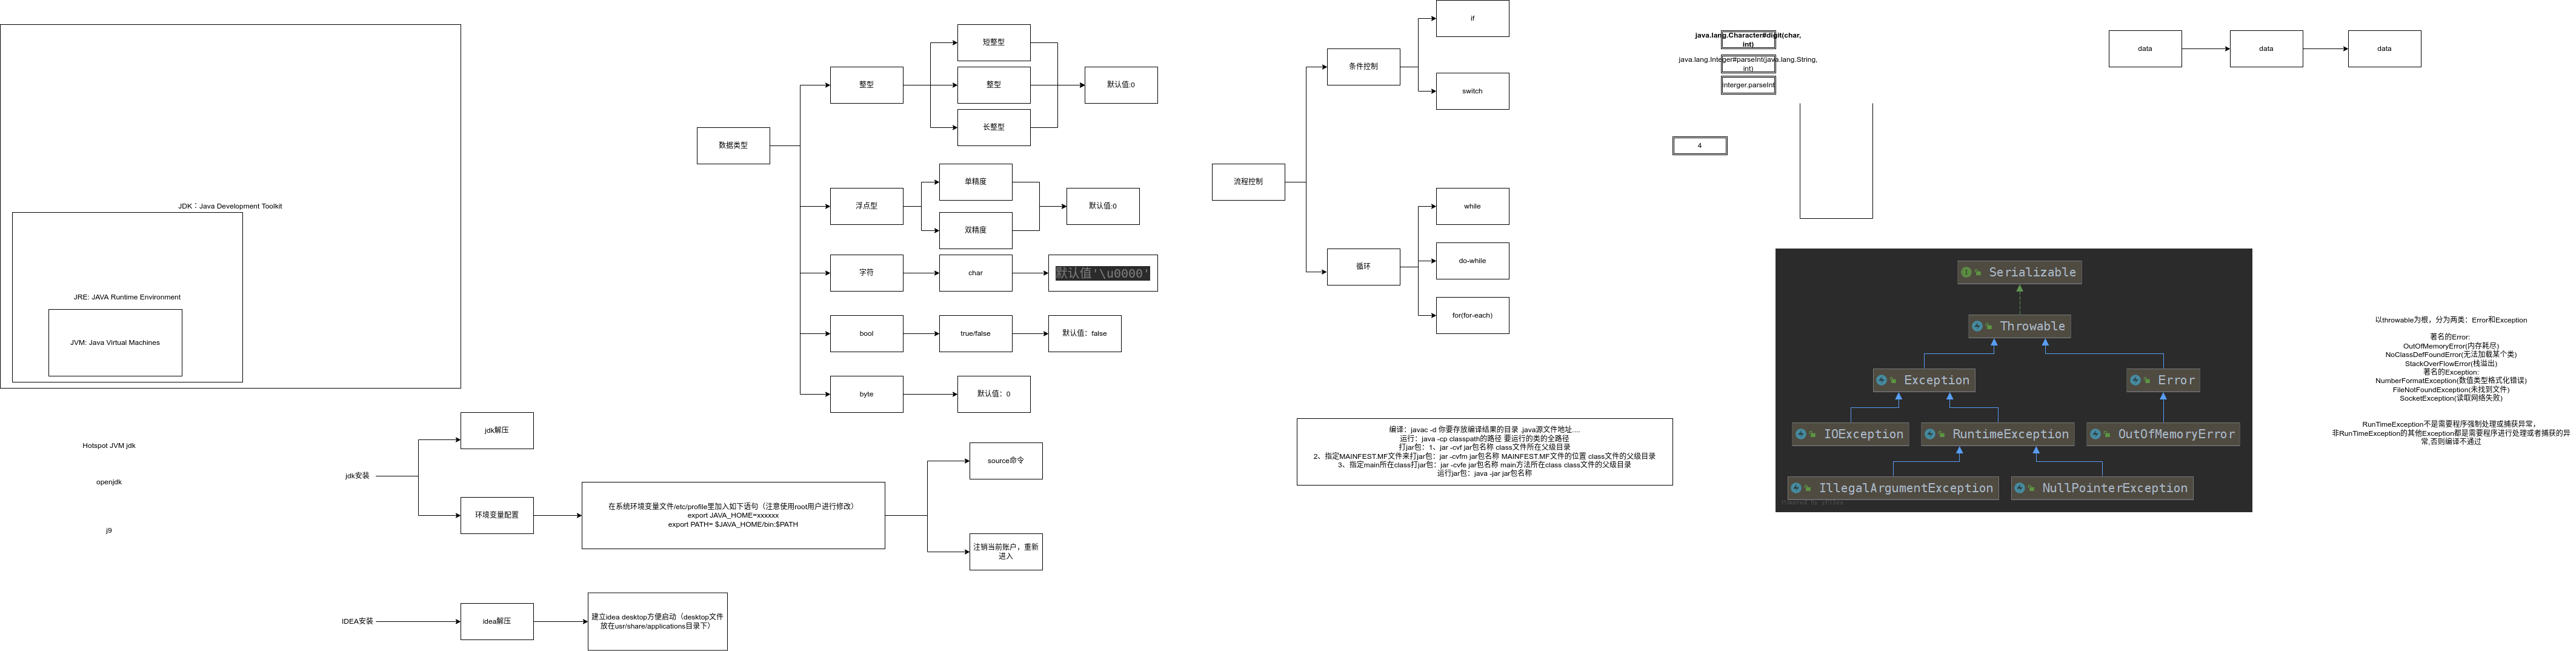 JDK：Java Development Toolkit
JRE: JAVA Runtime Environment
JVM: Java Virtual Machines
Hotspot JVM jdk
openjdk
j9
jdk安装
jdk解压
环境变量配置
在系统环境变量文件/etc/profile里加入如下语句（注意使用root用户进行修改）
export JAVA_HOME=xxxxxx
export PATH= $JAVA_HOME/bin:$PATH
source命令
注销当前账户，重新
进入
IDEA安装
idea解压
建立idea desktop方便启动（desktop文件
放在usr/share/applications目录下）
数据类型
整型
短整型
整型
长整型
默认值:0
浮点型
单精度
双精度
默认值:0
字符
char
默认值'\u0000'
bool
true/false
默认值：false
byte
默认值：0
流程控制
条件控制
if
switch
循环
while
do-while
for(for-each)
编译：javac -d 你要存放编译结果的目录 .java源文件地址....
运行：java -cp classpath的路径 要运行的类的全路径
打jar包：1、jar -cvf jar包名称 class文件所在父级目录
2、指定MAINFEST.MF文件来打jar包：jar -cvfm jar包名称 MAINFEST.MF文件的位置 class文件的父级目录
3、指定main所在class打jar包：jar -cvfe jar包名称 main方法所在class class文件的父级目录
运行jar包：java -jar jar包名称
java.lang.Character#digit(char,
int)
java.lang.Integer#parseInt(java.lang.String,
int)
Interger.parseInt
4
data
data
data
Serializable
Throwable
Exception
Error
IOException
RuntimeException
OutOfMemoryError
IllegalArgumentException
NullPointerException
Powered by yFiles
以throwable为根，分为两类：Error和Exception
著名的Error:
OutOfMemoryError(内存耗尽)
NoClassDefFoundError(无法加载某个类)
StackOverFlowError(栈溢出)
著名的Exception:
NumberFormatException(数值类型格式化错误)
FileNotFoundException(未找到文件)
SocketException(读取网络失败)
RunTimeException不是需要程序强制处理或捕获异常，
非RunTimeException的其他Exception都是需要程序进行处理或者捕获的异
常,否则编译不通过